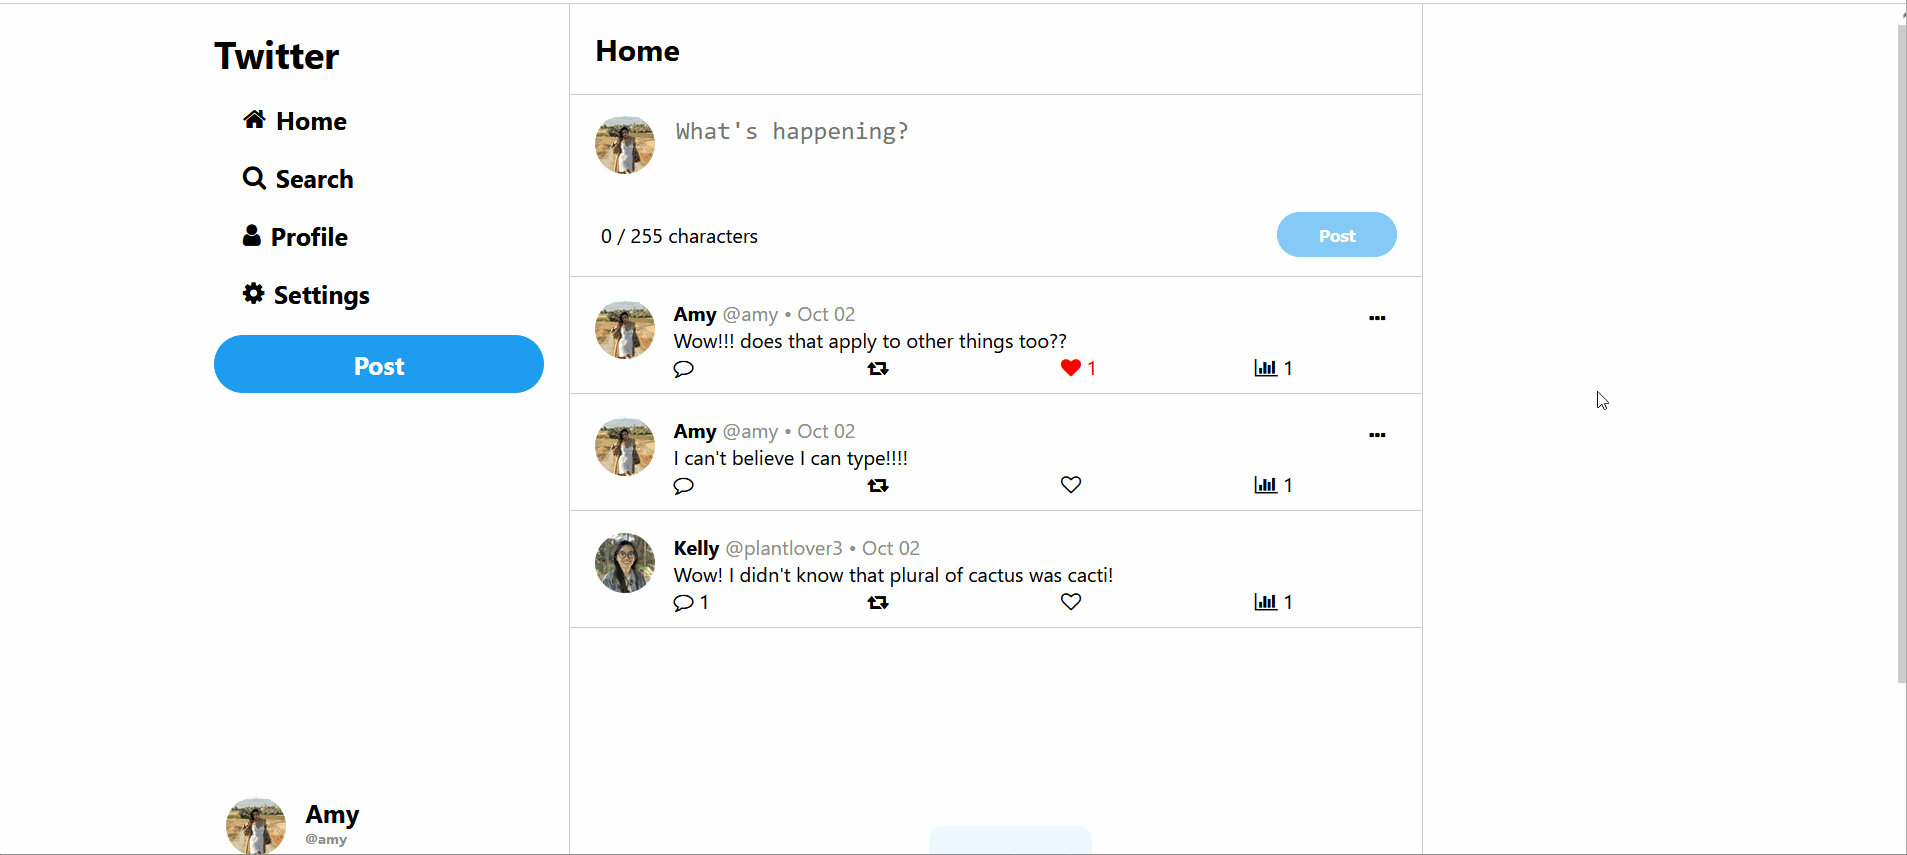 Twitter
Home
Search
Profile
Settings
Post
Amy
@amy
Home
What's happening?
0 / 255 characters
Post
Amy @amy • Oct 02
Wow!!! does that apply to other things too??
1 1
Amy @amy • Oct 02
I can't believe I can type!!!!
1
Kelly @plantlover3 • Oct 02
Wow! I didn't know that plural of cactus was cacti!
1 1